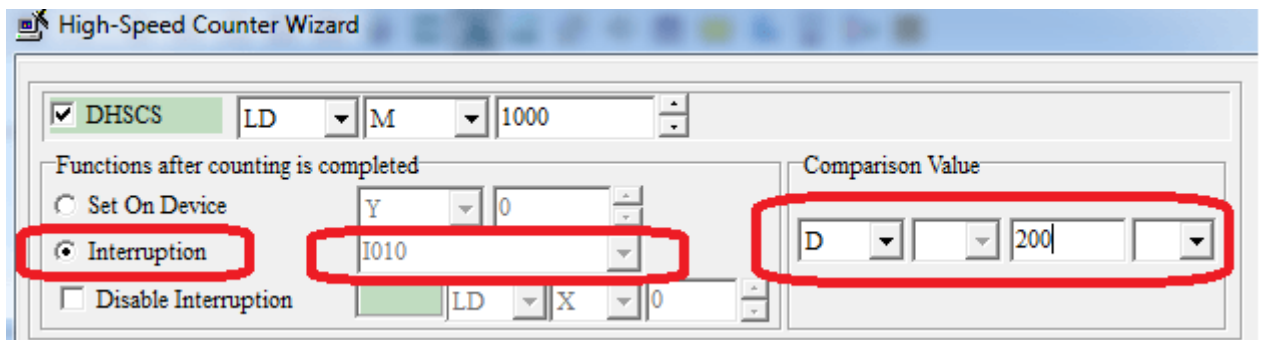 High-Speed Counter Wizard
DHSCS LD M 1000
Functions after counting is completed
Comparison Value
Set On Device Y 0
Interruption I010
D 200
Disable Interruption LD X 0